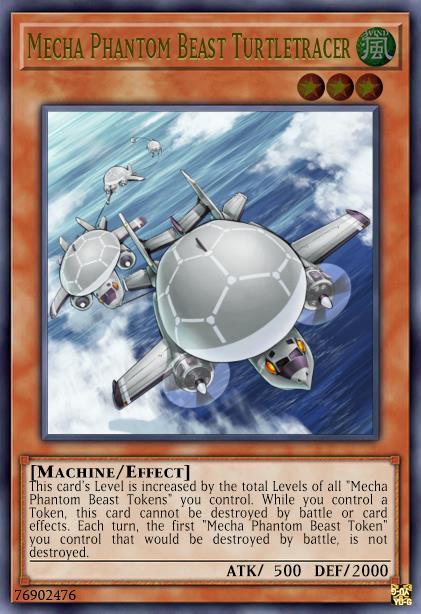 MECHA PHANTOM BEAST TURTLETRACER
WIND
風
[MACHINE/EFFECT]
This card's Level is increased by the total Levels of all "Mecha
Phantom Beast Tokens" you control. While you control a
Token, this card cannot be destroyed by battle or card
effects. Each turn, the first "Mecha Phantom Beast Token"
you control that would be destroyed by battle, is not
destroyed.
ATK/ 500 DEF/2000
76902476